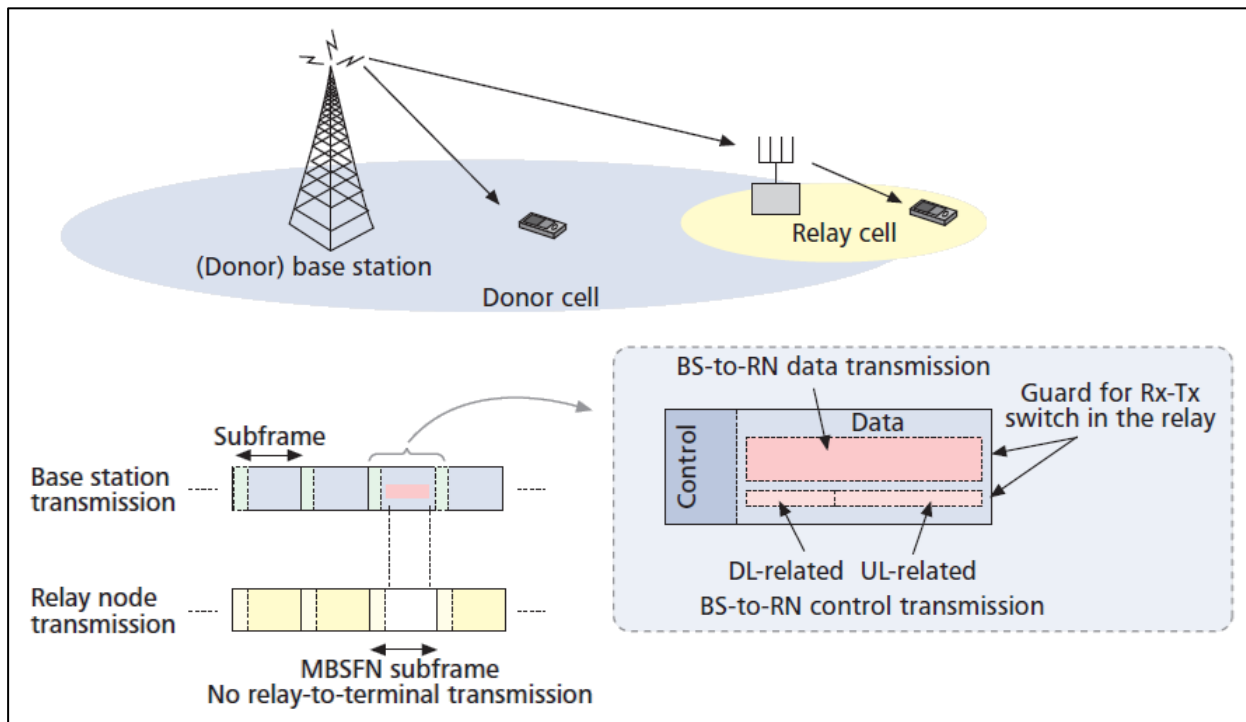 (Donor) base station
Relay cell
Donor cell
BS-to-RN data transmission
Guard for Rx-Tx
switch in the relay
Data
Control
DL-related UL-related
BS-to-RN control transmission
Subframe
Base station
transmission
Relay node
transmission
MBSFN subframe
No relay-to-terminal transmission